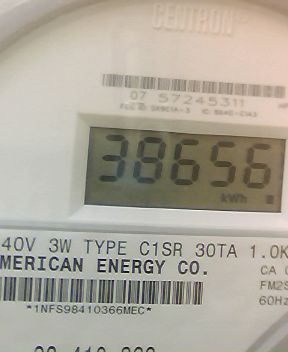 CENTRON®
07 57245311
38656
kWh
40V 3W TYPE C1SR 30TA 1.0K
MERICAN ENERGY CO.
CA
FM2S
60Hz
*1NFS98410366MEC*